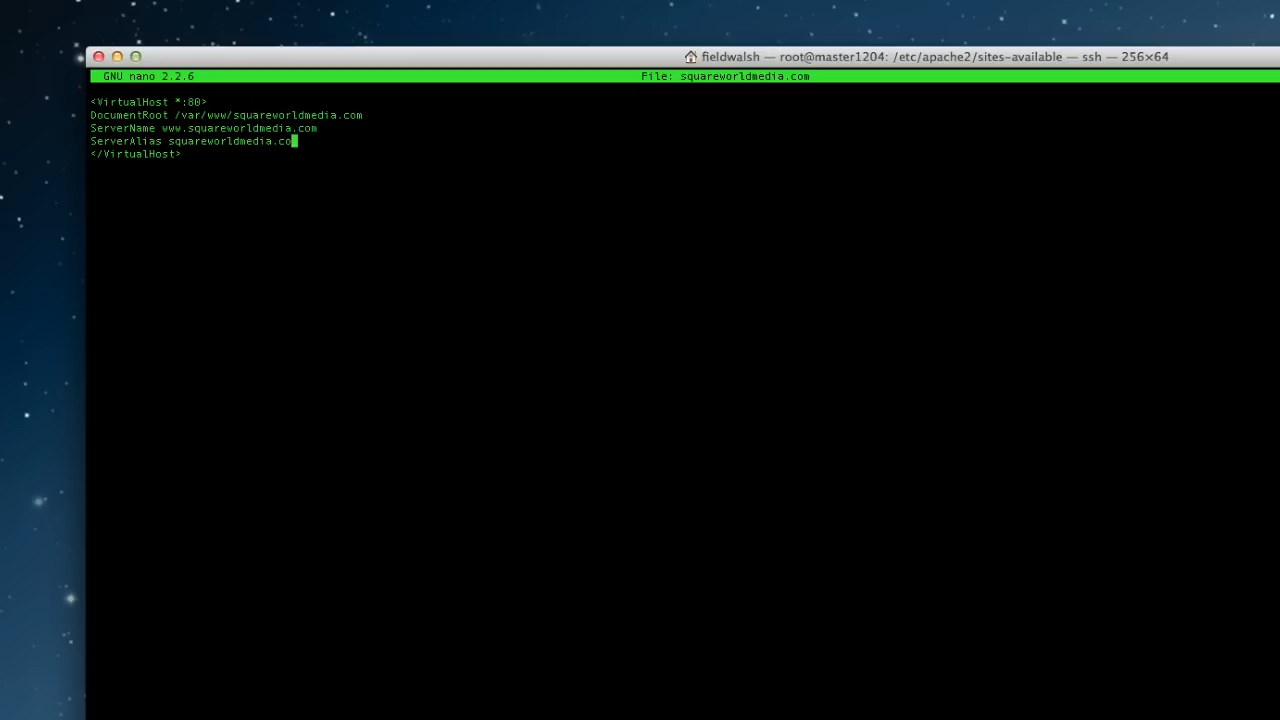 fieldwalsh — root@master1204: /etc/apache2/sites-available — ssh — 256×64
GNU nano 2.2.6 File: squareworldmedia.com
<VirtualHost *:80>
DocumentRoot /var/www/squareworldmedia.com
ServerName www.squareworldmedia.com
ServerAlias squareworldmedia.co
</VirtualHost>